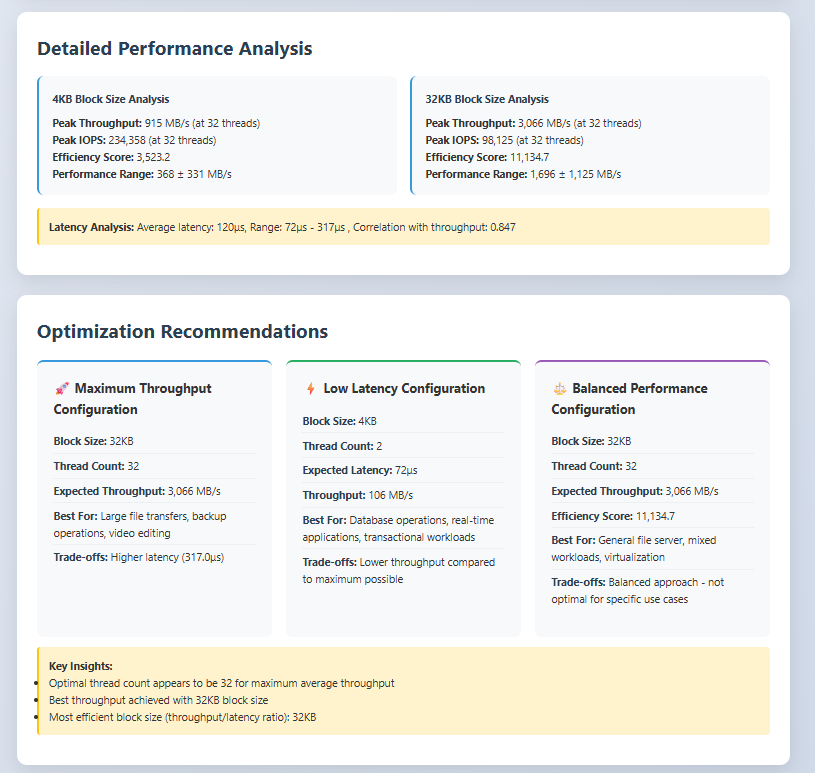 Detailed Performance Analysis
4KB Block Size Analysis
Peak Throughput: 915 MB/s (at 32 threads)
Peak IOPS: 234,358 (at 32 threads)
Efficiency Score: 3,523.2
Performance Range: 368 ± 331 MB/s
32KB Block Size Analysis
Peak Throughput: 3,066 MB/s (at 32 threads)
Peak IOPS: 98,125 (at 32 threads)
Efficiency Score: 11,134.7
Performance Range: 1,696 ± 1,125 MB/s
Latency Analysis: Average latency: 120µs, Range: 72µs - 317µs , Correlation with throughput: 0.847
Optimization Recommendations
🚀 Maximum Throughput
Configuration
Block Size: 32KB
Thread Count: 32
Expected Throughput: 3,066 MB/s
Best For: Large file transfers, backup
operations, video editing
Trade-offs: Higher latency (317.0µs)
⚡ Low Latency Configuration
Block Size: 4KB
Thread Count: 2
Expected Latency: 72µs
Throughput: 106 MB/s
Best For: Database operations, real-time
applications, transactional workloads
Trade-offs: Lower throughput compared
to maximum possible
⚖️ Balanced Performance
Configuration
Block Size: 32KB
Thread Count: 32
Expected Throughput: 3,066 MB/s
Efficiency Score: 11,134.7
Best For: General file server, mixed
workloads, virtualization
Trade-offs: Balanced approach - not
optimal for specific use cases
Key Insights:
• Optimal thread count appears to be 32 for maximum average throughput
• Best throughput achieved with 32KB block size
• Most efficient block size (throughput/latency ratio): 32KB